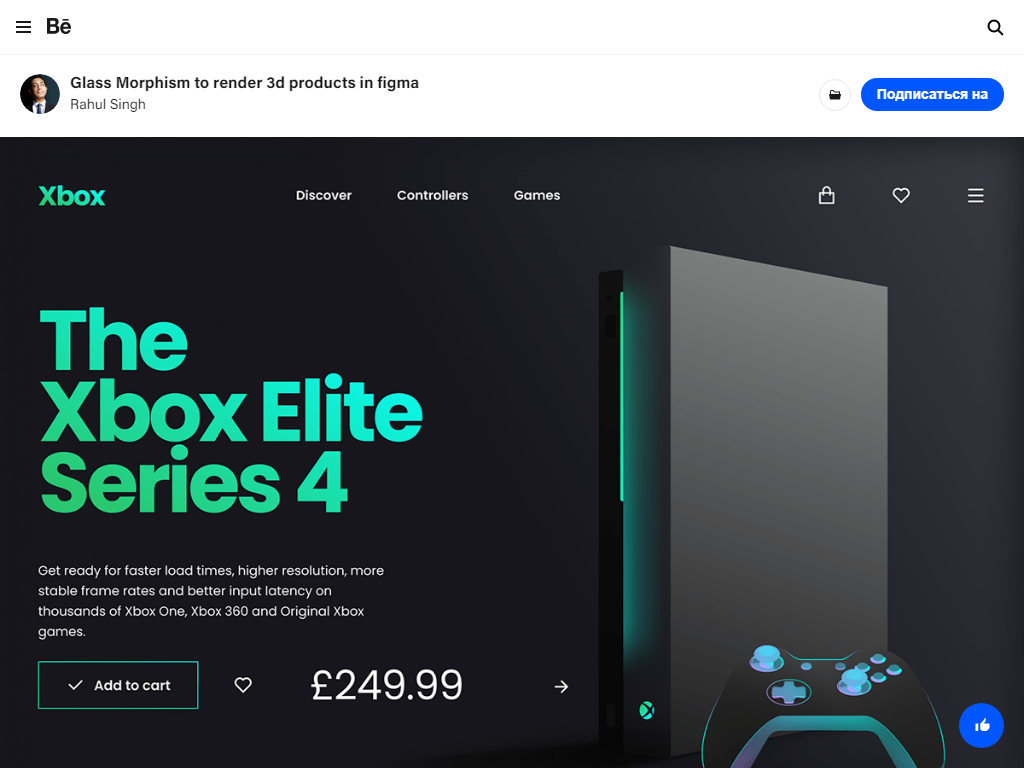 Bē
Glass Morphism to render 3d products in figma
Rahul Singh
Подписаться на
Xbox
Discover
Controllers
Games
The
Xbox Elite
Series 4
Get ready for faster load times, higher resolution, more
stable frame rates and better input latency on
thousands of Xbox One, Xbox 360 and Original Xbox
games.
Add to cart
£249.99